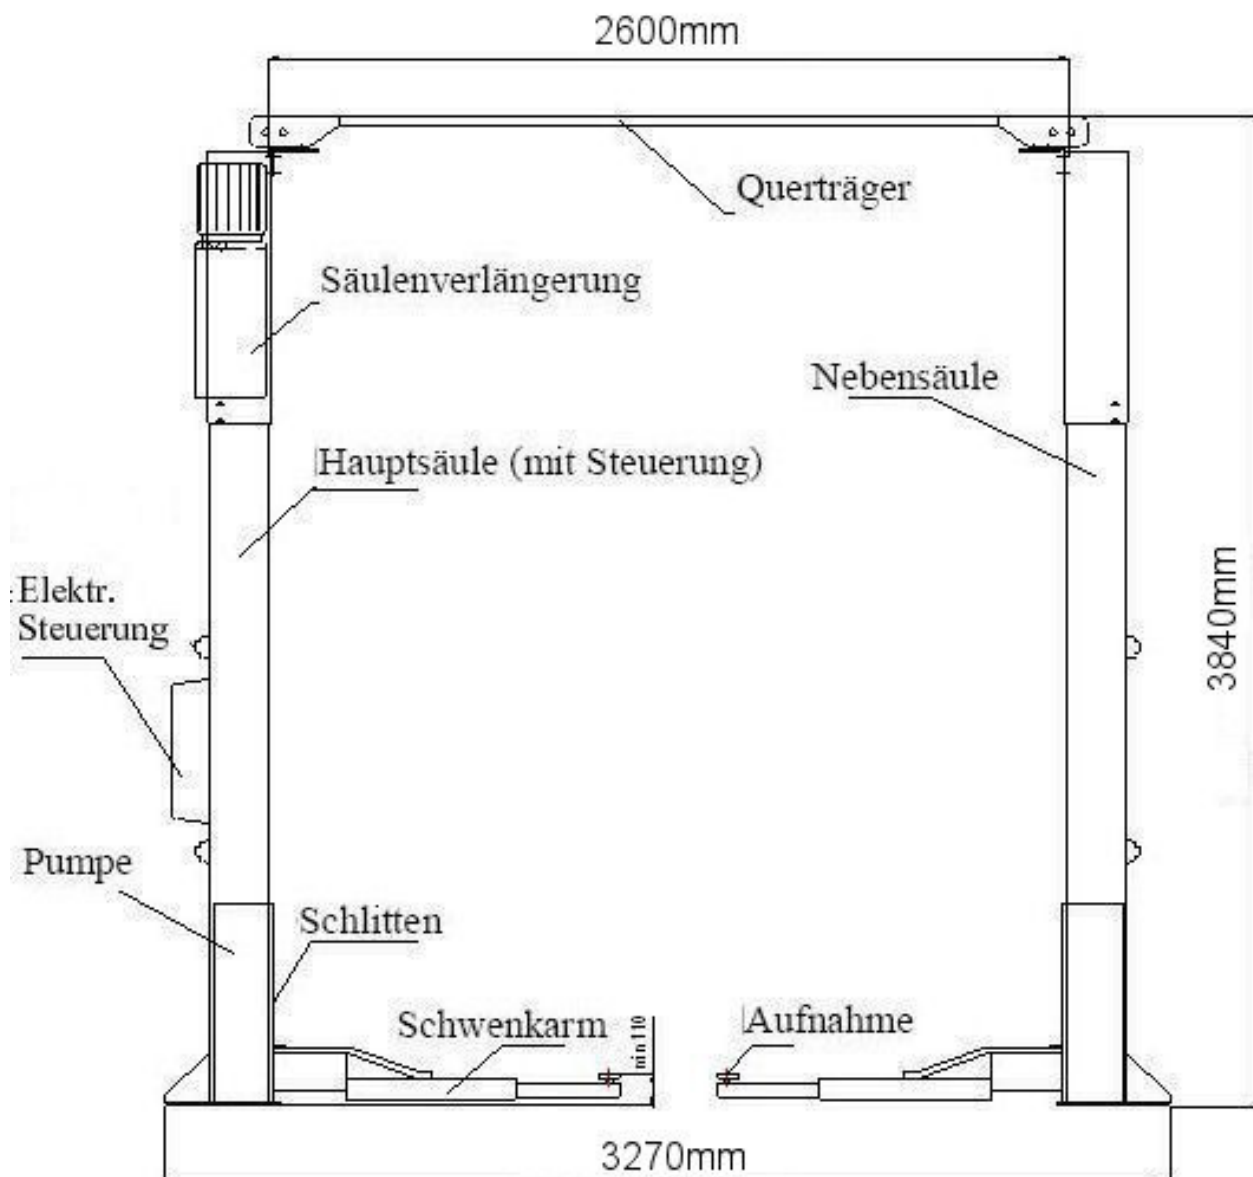 2600mm
Querträger
Säulenverlängerung
Nebensäule
Hauptsäule (mit Steuerung)
Elektr.
Steuerung
3840mm
Pumpe
Schlitten
Schwenkarm
min 110
Aufnahme
3270mm